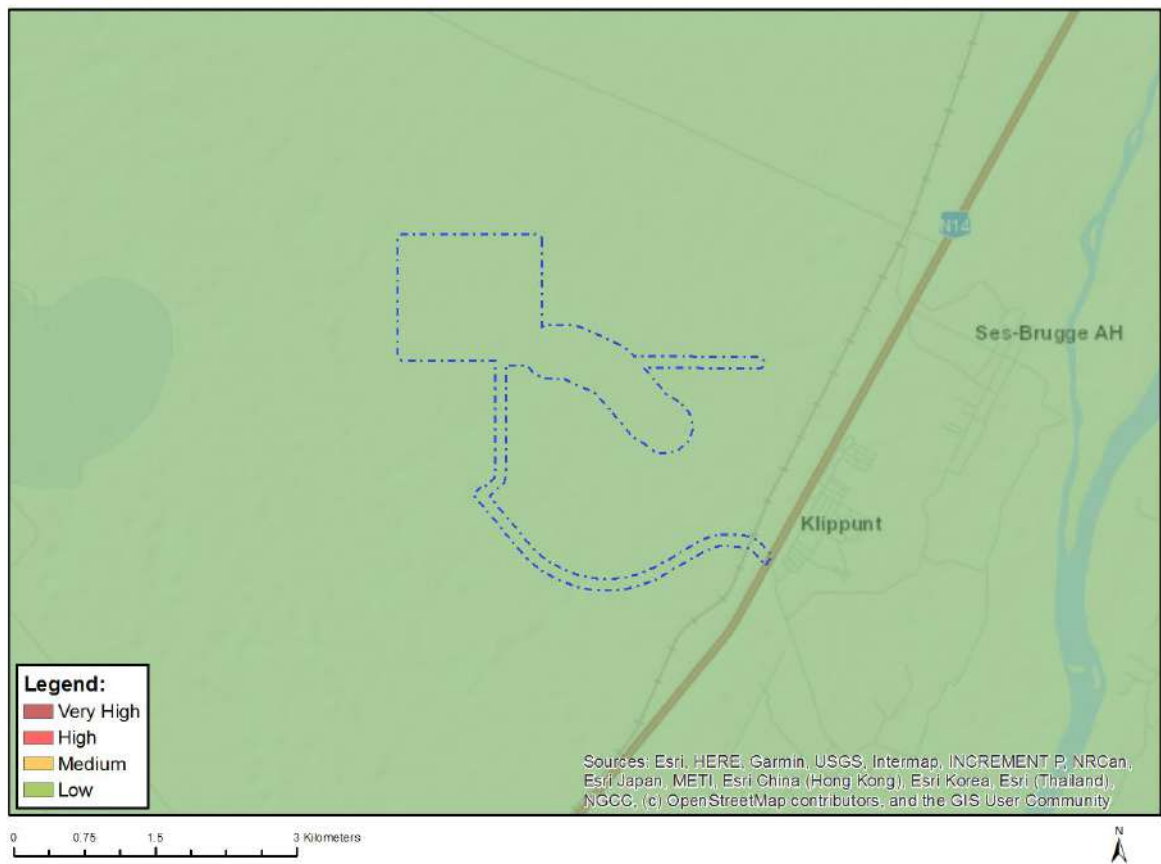 N14
Ses-Brugge AH
Klippunt
Legend:
Very High
High
Medium
Low
Sources: Esri, HERE, Garmin, USGS, Intermap, INCREMENT P, NRCan,
Esri Japan, METI, Esri China (Hong Kong), Esri Korea, Esri (Thailand),
NGCC, (c) OpenStreetMap contributors, and the GIS User Community
0 0.75 1.5 3 Kilometers
N